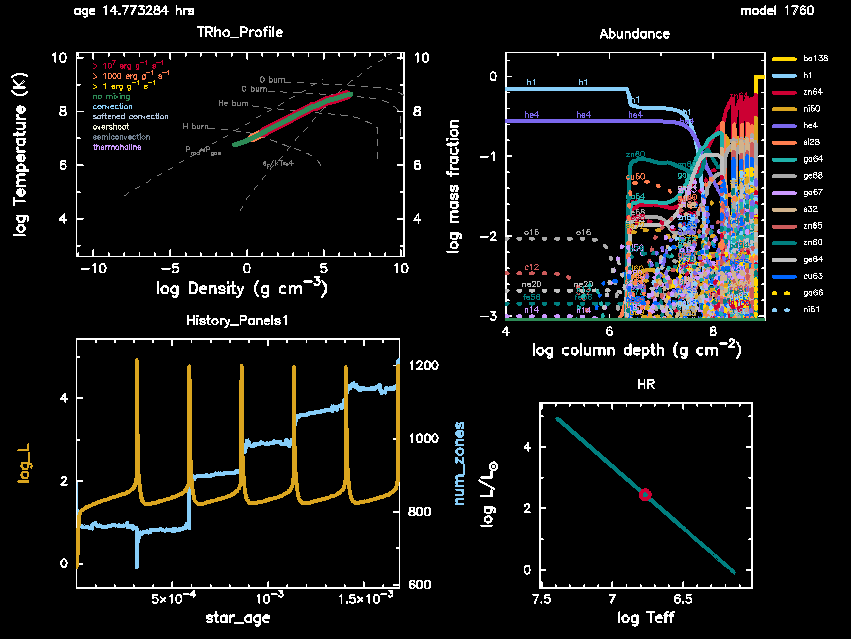 age 14.773284 hrs
model 1760
TRho_Profile
> 10⁷ erg g⁻¹ s⁻¹
> 1000 erg g⁻¹ s⁻¹
> 1 erg g⁻¹ s⁻¹
no mixing
convection
softened convection
overshoot
semiconvection
thermohaline
O burn
C burn
He burn
H burn
log Temperature (K)
10
8
6
4
10
8
6
4
−10
−5
0
5
10
log Density (g cm⁻³)
Abundance
log mass fraction
0
−1
−2
−3
4
6
8
log column depth (g cm⁻²)
h1
h1
h1
he4
he4
he4
zn60
o16
o16
c12
ne20
ne20
n14
ba138
h1
zn64
ni60
he4
si28
ga64
ge68
ga67
s32
zn65
zn60
ge64
cu63
ga66
ni61
History_Panels1
log_L
4
2
0
1200
1000
800
600
num_zones
5×10⁻⁴
10⁻³
1.5×10⁻³
star_age
HR
log L/L☉
4
2
0
7.5
7
6.5
log Teff